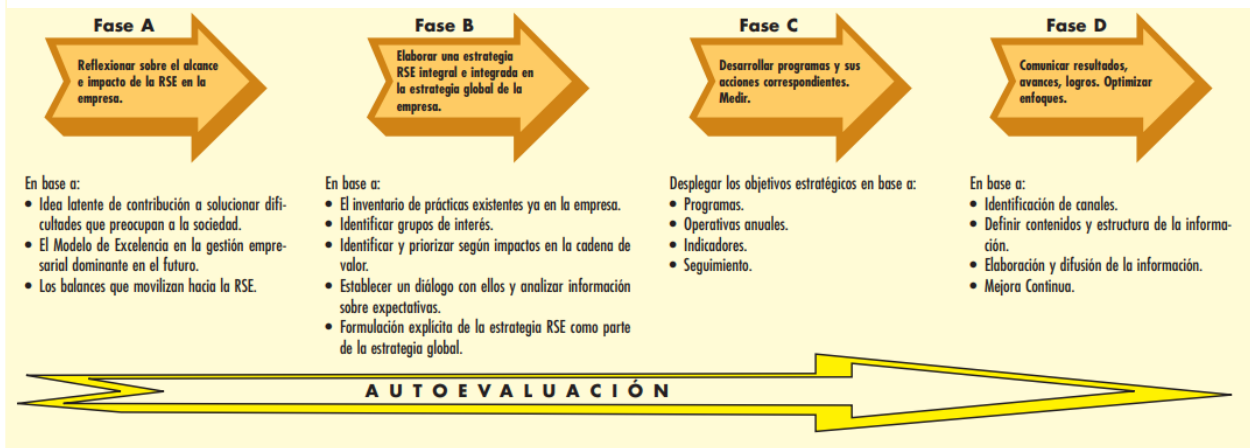 Fase A
Reflexionar sobre el alcance
e impacto de la RSE en la
empresa.
En base a:
• Idea latente de contribución a solucionar difi-
cultades que preocupan a la sociedad.
• El Modelo de Excelencia en la gestión empre-
sarial dominante en el futuro.
• Los balances que movilizan hacia la RSE.
Fase B
Elaborar una estrategia
RSE integral e integrada en
la estrategia global de la
empresa.
En base a:
• El inventario de prácticas existentes ya en la empresa.
• Identificar grupos de interés.
• Identificar y priorizar según impactos en la cadena de
valor.
• Establecer un diálogo con ellos y analizar información
sobre expectativas.
• Formulación explícita de la estrategia RSE como parte
de la estrategia global.
Fase C
Desarrollar programas y sus
acciones correspondientes.
Medir.
Desplegar los objetivos estratégicos en base a:
• Programas.
• Operativas anuales.
• Indicadores.
• Seguimiento.
Fase D
Comunicar resultados,
avances, logros. Optimizar
enfoques.
En base a:
• Identificación de canales.
• Definir contenidos y estructura de la informa-
ción.
• Elaboración y difusión de la información.
• Mejora Continua.
AUTOEVALUACIÓN